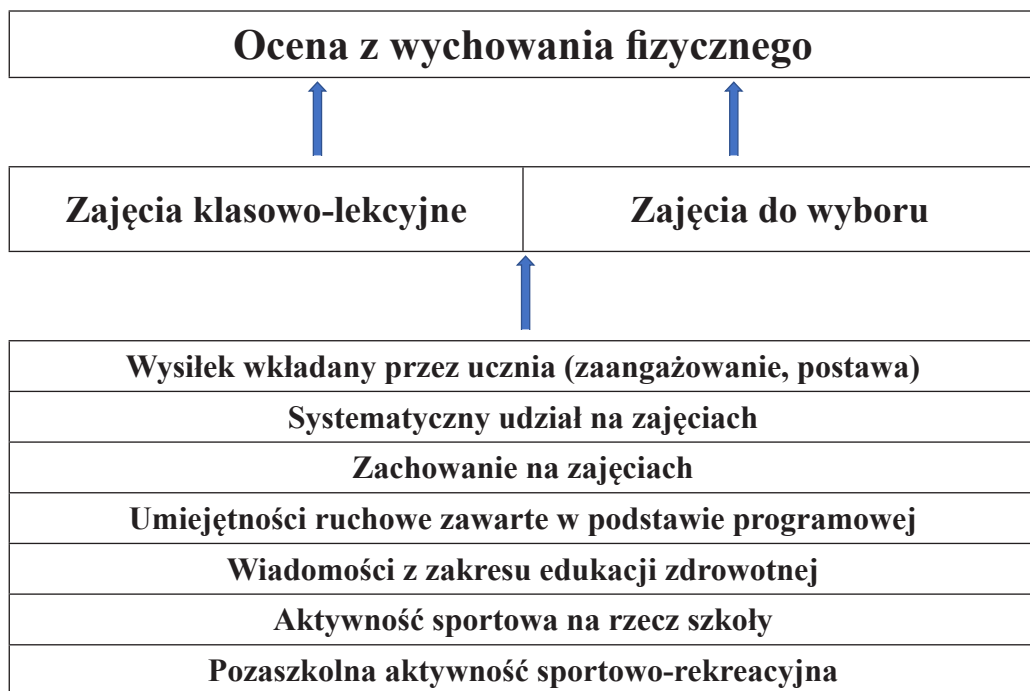 Ocena z wychowania fizycznego
Zajęcia klasowo-lekcyjne
Zajęcia do wyboru
Wysiłek wkładany przez ucznia (zaangażowanie, postawa)
Systematyczny udział na zajęciach
Zachowanie na zajęciach
Umiejętności ruchowe zawarte w podstawie programowej
Wiadomości z zakresu edukacji zdrowotnej
Aktywność sportowa na rzecz szkoły
Pozaszkolna aktywność sportowo-rekreacyjna